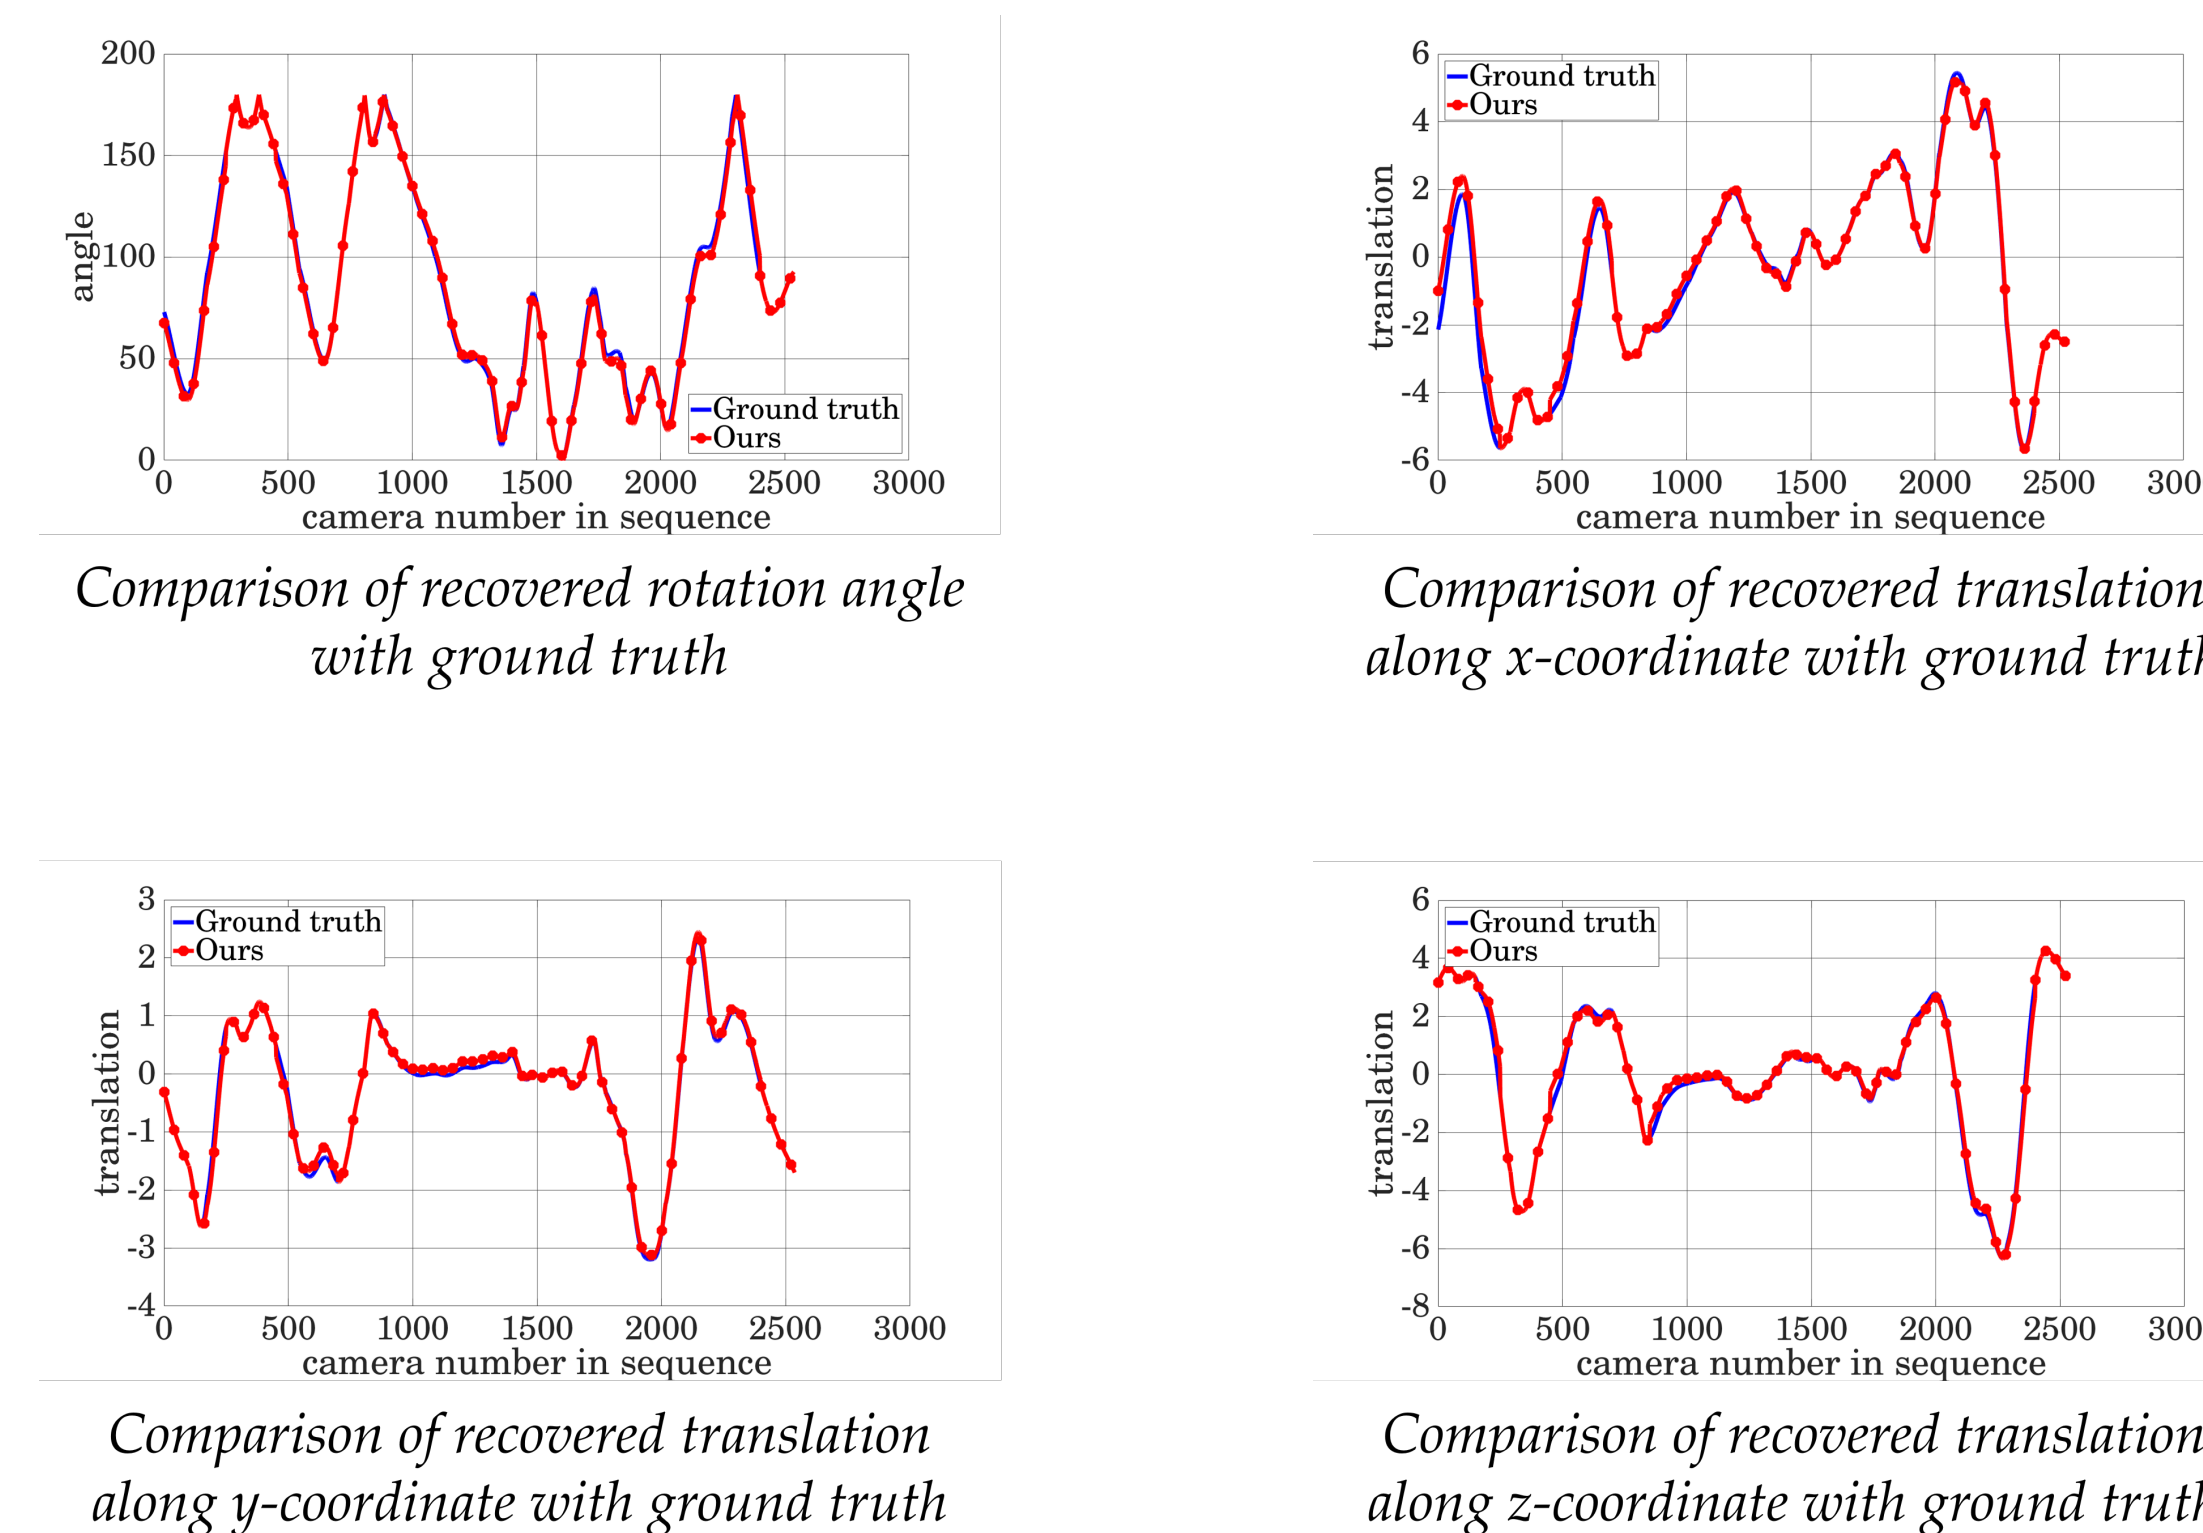 200
150
100
50
0
angle
Ground truth
Ours
0 500 1000 1500 2000 2500 3000
camera number in sequence
Comparison of recovered rotation angle
with ground truth
6
4
2
0
-2
-4
-6
translation
Ground truth
Ours
0 500 1000 1500 2000 2500 300
camera number in sequence
Comparison of recovered translation
along x-coordinate with ground truth
3
2
1
0
-1
-2
-3
-4
translation
Ground truth
Ours
0 500 1000 1500 2000 2500 3000
camera number in sequence
Comparison of recovered translation
along y-coordinate with ground truth
6
4
2
0
-2
-4
-6
-8
translation
Ground truth
Ours
0 500 1000 1500 2000 2500 300
camera number in sequence
Comparison of recovered translation
along z-coordinate with ground truth